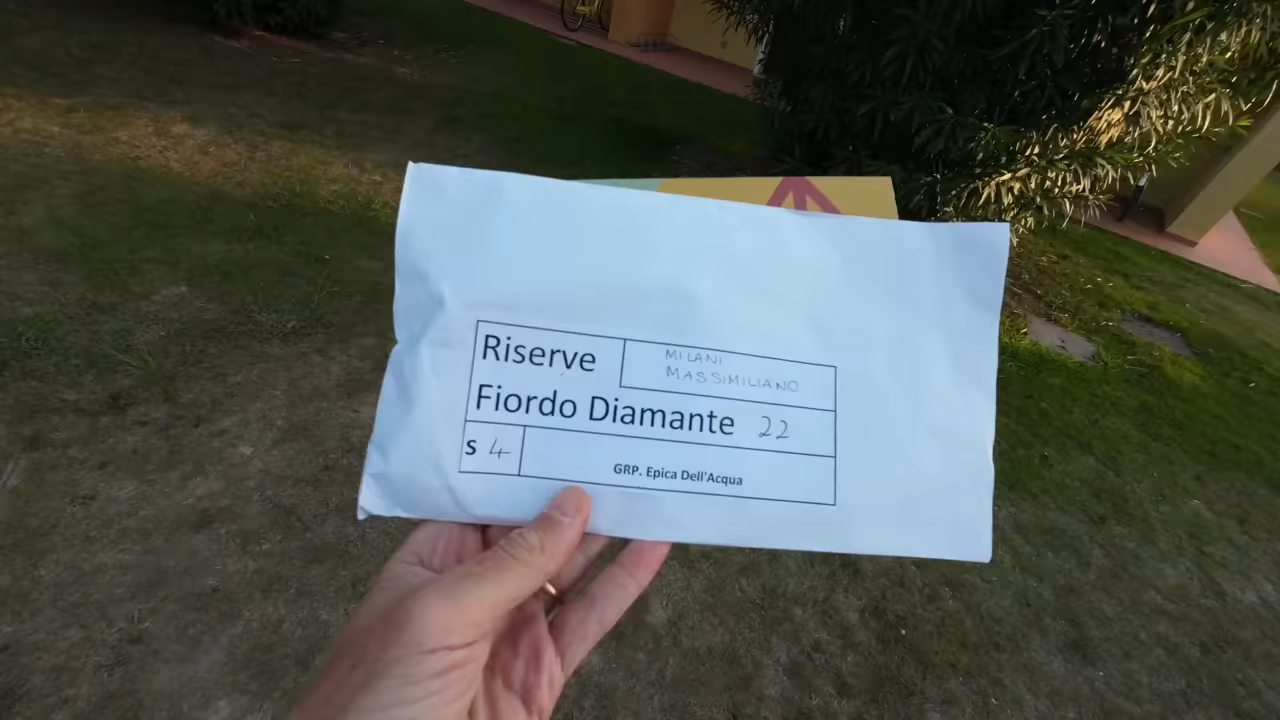 Riserve
MILANI
MASSIMILIANO
Fiordo Diamante 22
S 4
GRP. Epica Dell'Acqua